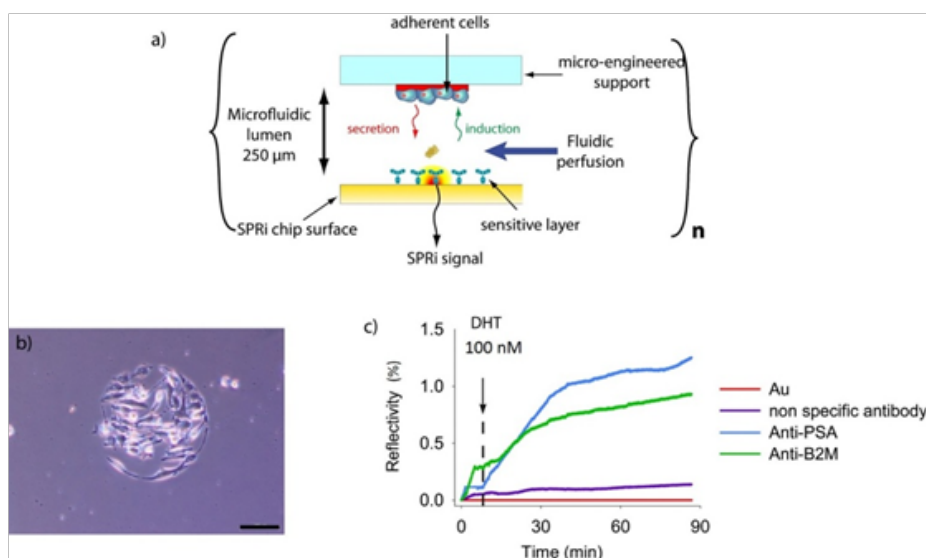 a)
adherent cells
micro-engineered
support
Microfluidic
lumen
250 µm
secretion
induction
Fluidic
perfusion
SPRi chip surface
sensitive layer
SPRi signal
n
b)
c)
DHT
100 nM
Reflectivity (%)
1.5
1.0
0.5
0.0
0 30 60 90
Time (min)
Au
non specific antibody
Anti-PSA
Anti-B2M